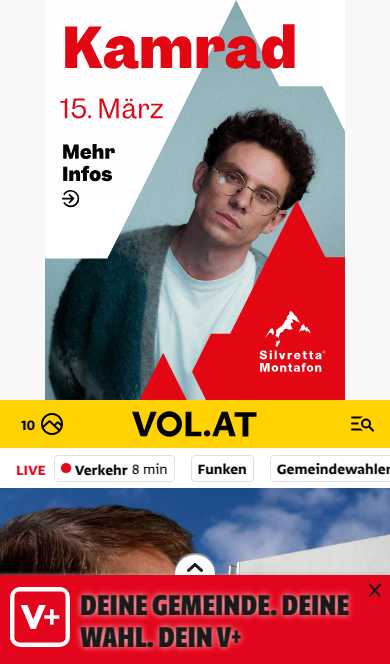 Kamrad
15. März
Mehr
Infos
Silvretta
Montafon
10 VOL.AT
LIVE Verkehr 8 min Funken Gemeindewahlen
V+ DEINE GEMEINDE. DEINE
WAHL. DEIN V+